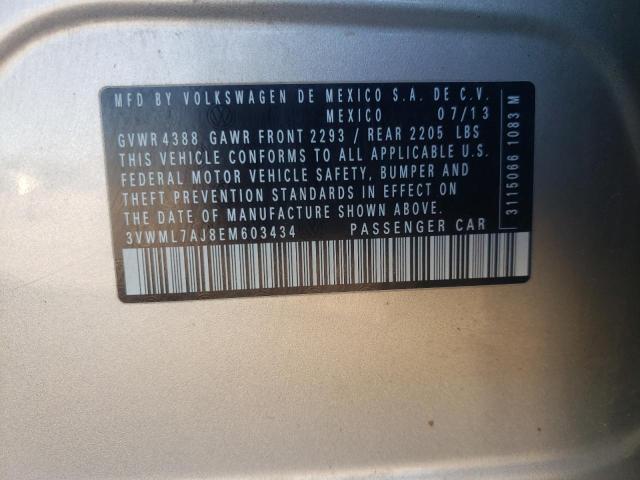 MFD BY VOLKSWAGEN DE MEXICO S.A. DE C.V.
MEXICO 07/13
GVWR 4388 GAWR FRONT 2293 / REAR 2205 LBS
THIS VEHICLE CONFORMS TO ALL APPLICABLE U.S.
FEDERAL MOTOR VEHICLE SAFETY, BUMPER AND
THEFT PREVENTION STANDARDS IN EFFECT ON
THE DATE OF MANUFACTURE SHOWN ABOVE.
3VWML7AJ8EM603434 PASSENGER CAR
3115066 1083 M